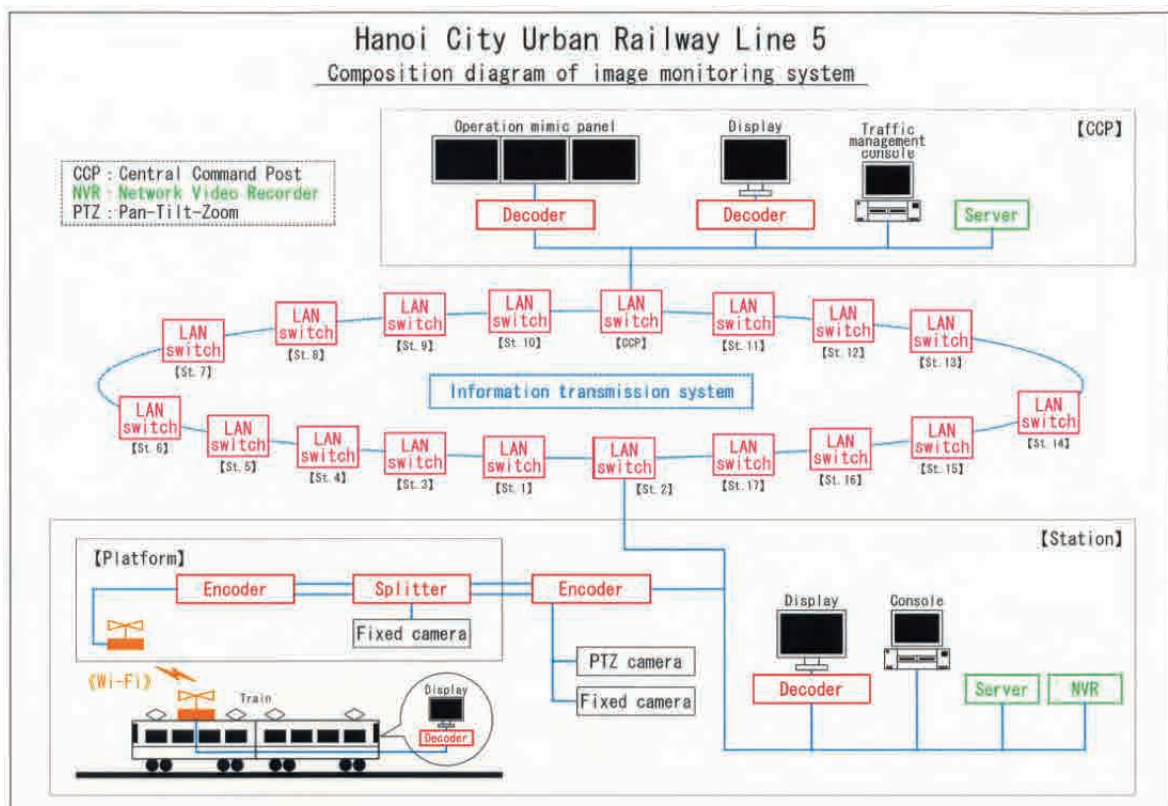 Hanoi City Urban Railway Line 5
Composition diagram of image monitoring system
CCP : Central Command Post
NVR : Network Video Recorder
PTZ : Pan-Tilt-Zoom
【CCP】
Operation mimic panel
Display
Traffic
management
console
Decoder
Decoder
Server
LAN
switch
【St. 7】
LAN
switch
【St. 8】
LAN
switch
【St. 9】
LAN
switch
【St. 10】
LAN
switch
【CCP】
LAN
switch
【St. 11】
LAN
switch
【St. 12】
LAN
switch
【St. 13】
Information transmission system
LAN
switch
【St. 6】
LAN
switch
【St. 5】
LAN
switch
【St. 4】
LAN
switch
【St. 3】
LAN
switch
【St. 1】
LAN
switch
【St. 2】
LAN
switch
【St. 17】
LAN
switch
【St. 16】
LAN
switch
【St. 15】
LAN
switch
【St. 14】
【Station】
【Platform】
Encoder
Splitter
Encoder
Fixed camera
PTZ camera
Fixed camera
Display
Console
Decoder
Server
NVR
《Wi-Fi》
Train
Display
Decoder